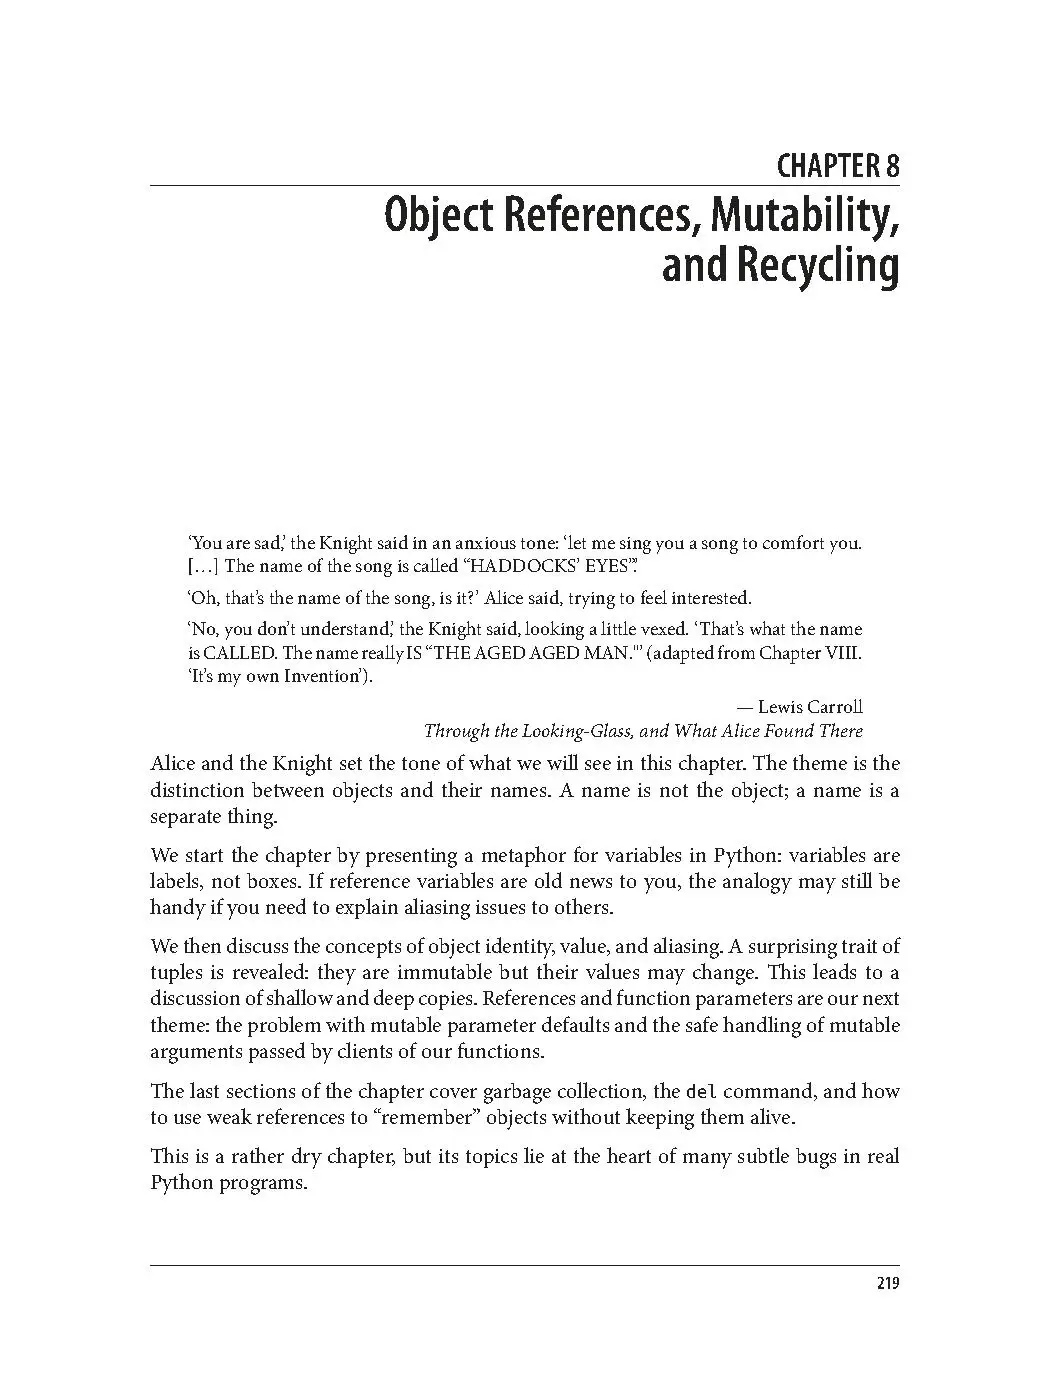 CHAPTER 8
Object References, Mutability,
and Recycling
‘You are sad,’ the Knight said in an anxious tone: ‘let me sing you a song to comfort you.
[…] The name of the song is called “HADDOCKS’ EYES”.’
‘Oh, that’s the name of the song, is it?’ Alice said, trying to feel interested.
‘No, you don’t understand,’ the Knight said, looking a little vexed. ‘That’s what the name
is CALLED. The name really IS “THE AGED AGED MAN."’ (adapted from Chapter VIII.
‘It’s my own Invention’).
— Lewis Carroll
Through the Looking-Glass, and What Alice Found There
Alice and the Knight set the tone of what we will see in this chapter. The theme is the
distinction between objects and their names. A name is not the object; a name is a
separate thing.
We start the chapter by presenting a metaphor for variables in Python: variables are
labels, not boxes. If reference variables are old news to you, the analogy may still be
handy if you need to explain aliasing issues to others.
We then discuss the concepts of object identity, value, and aliasing. A surprising trait of
tuples is revealed: they are immutable but their values may change. This leads to a
discussion of shallow and deep copies. References and function parameters are our next
theme: the problem with mutable parameter defaults and the safe handling of mutable
arguments passed by clients of our functions.
The last sections of the chapter cover garbage collection, the del command, and how
to use weak references to “remember” objects without keeping them alive.
This is a rather dry chapter, but its topics lie at the heart of many subtle bugs in real
Python programs.
219